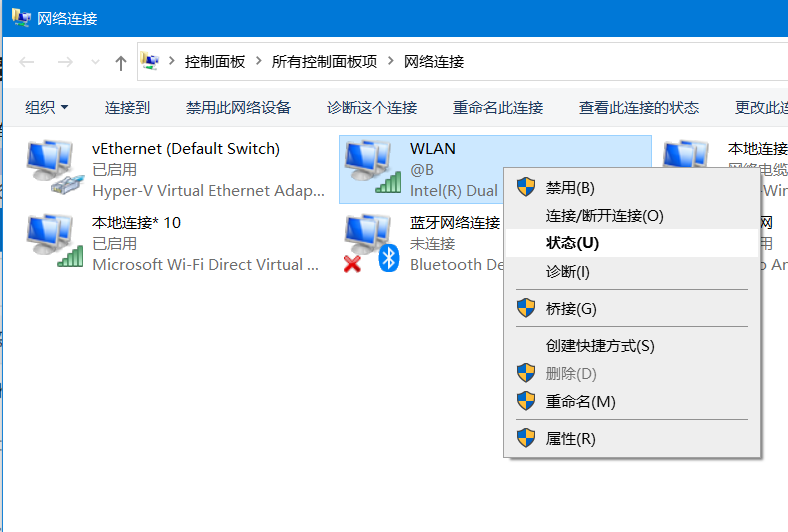 网络连接
控制面板 > 所有控制面板项 > 网络连接
组织 连接到 禁用此网络设备 诊断这个连接 重命名此连接 查看此连接的状态 更改此连
vEthernet (Default Switch)
已启用
Hyper-V Virtual Ethernet Adap...
WLAN
@B
Intel(R) Dual
本地连接
网络电缆
-Win
本地连接* 10
已启用
Microsoft Wi-Fi Direct Virtual ...
蓝牙网络连接
未连接
Bluetooth De
网
用
o Ar
禁用(B)
连接/断开连接(O)
状态(U)
诊断(I)
桥接(G)
创建快捷方式(S)
删除(D)
重命名(M)
属性(R)